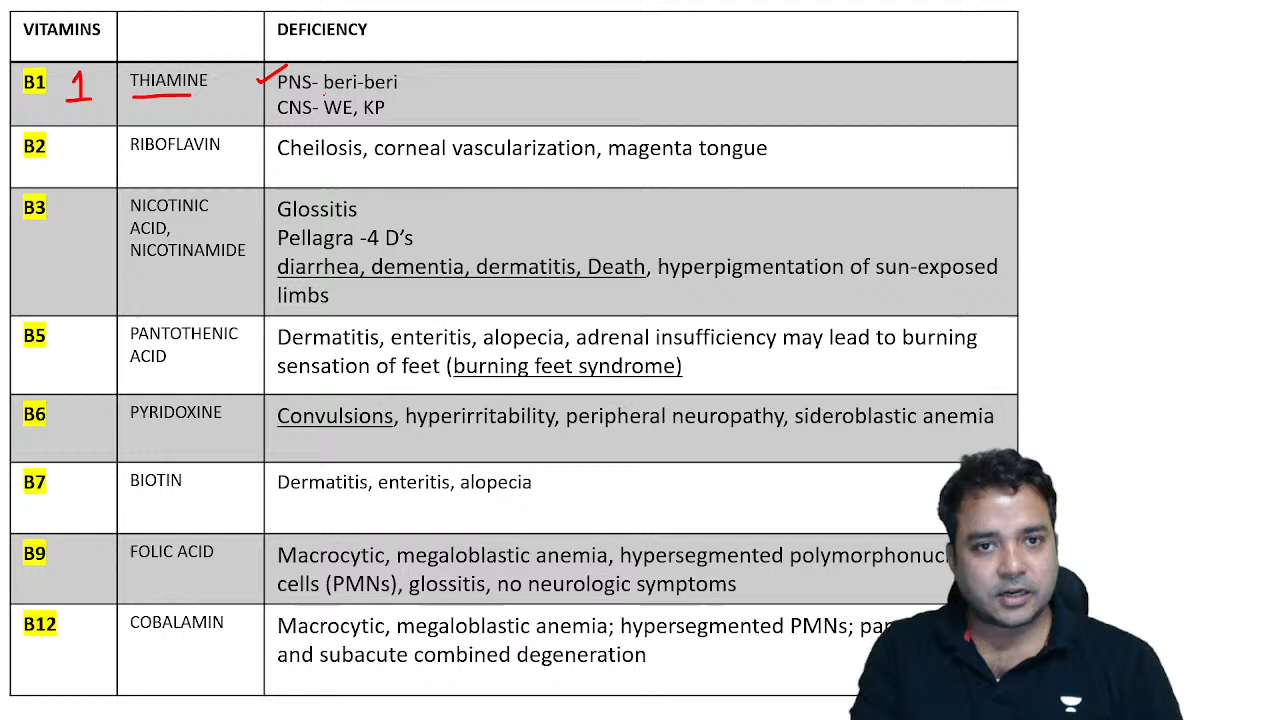 VITAMINS DEFICIENCY
B1 1 THIAMINE PNS- beri-beri
CNS- WE, KP
B2 RIBOFLAVIN Cheilosis, corneal vascularization, magenta tongue
B3 NICOTINIC ACID, NICOTINAMIDE
Glossitis
Pellagra -4 D's
diarrhea, dementia, dermatitis, Death, hyperpigmentation of sun-exposed
limbs
B5 PANTOTHENIC ACID
Dermatitis, enteritis, alopecia, adrenal insufficiency may lead to burning
sensation of feet (burning feet syndrome)
B6 PYRIDOXINE Convulsions, hyperirritability, peripheral neuropathy, sideroblastic anemia
B7 BIOTIN Dermatitis, enteritis, alopecia
B9 FOLIC ACID Macrocytic, megaloblastic anemia, hypersegmented
cells (PMNs), glossitis, no neurologic symptoms
B12 COBALAMIN Macrocytic, megaloblastic anemia; hypersegmented PMNs;
and subacute combined degeneration